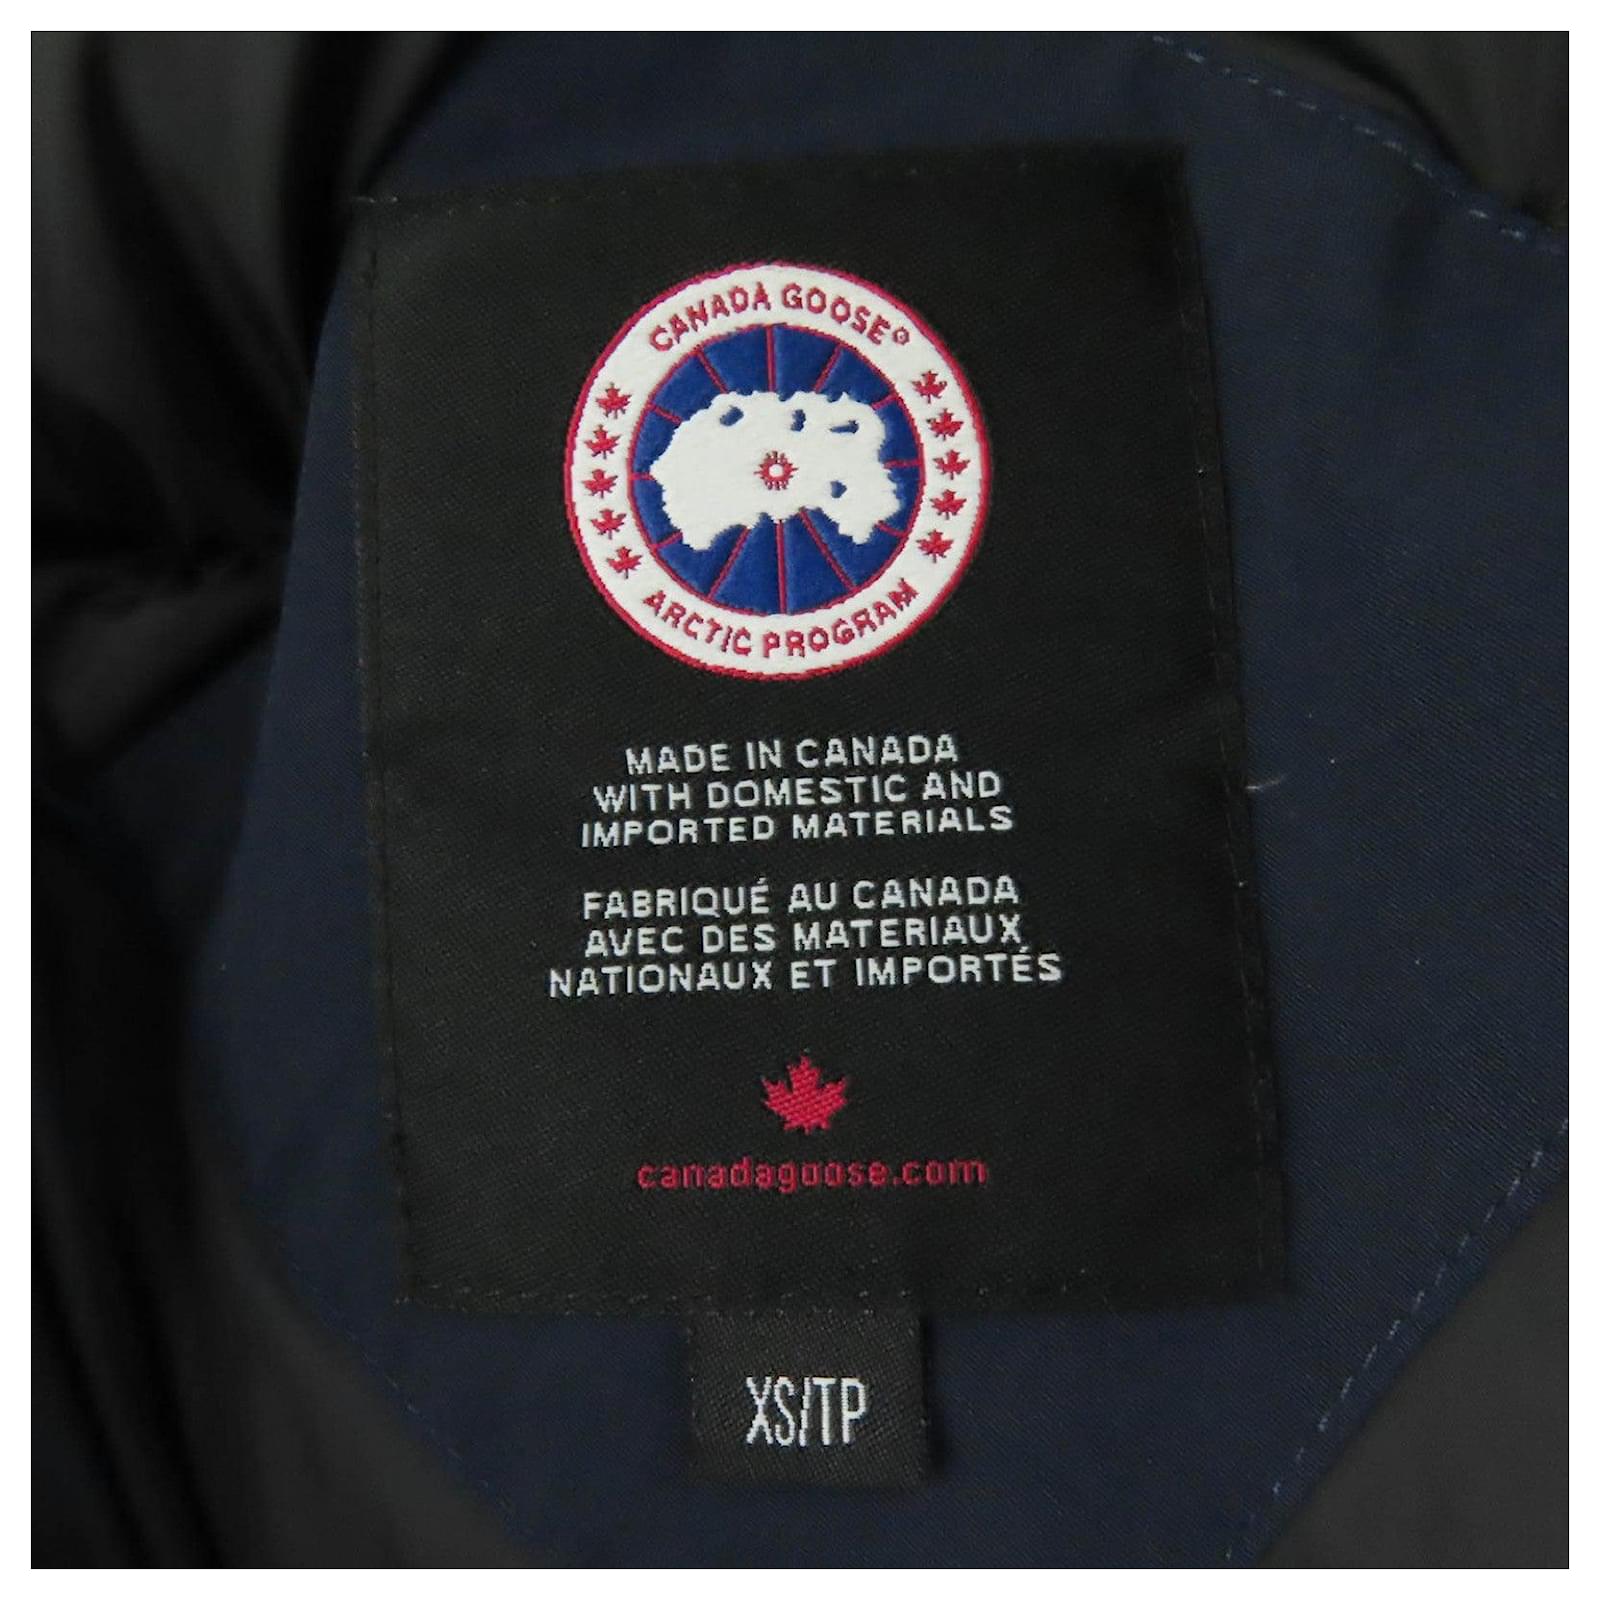 CANADA GOOSE®
ARCTIC PROGRAM
MADE IN CANADA
WITH DOMESTIC AND
IMPORTED MATERIALS
FABRIQUÉ AU CANADA
AVEC DES MATERIAUX
NATIONAUX ET IMPORTÉS
canadagoose.com
XS/TP